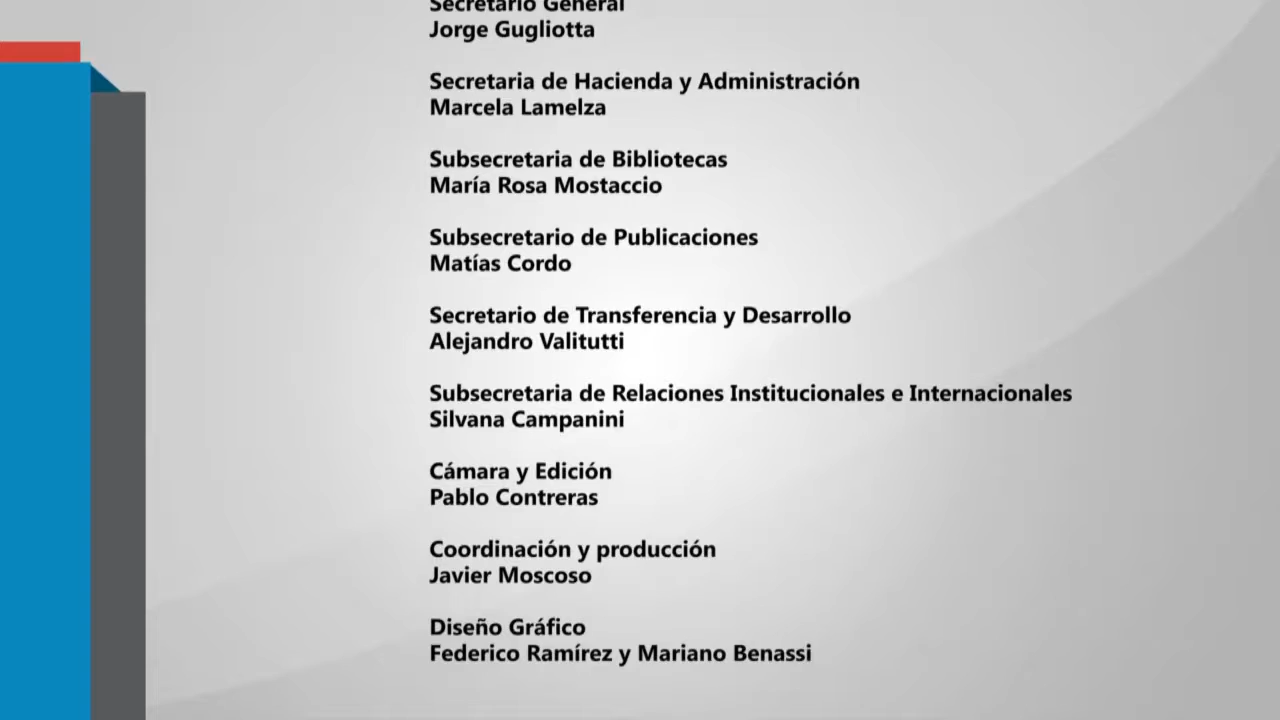 Secretario General
Jorge Gugliotta
Secretaria de Hacienda y Administración
Marcela Lamelza
Subsecretaria de Bibliotecas
María Rosa Mostaccio
Subsecretario de Publicaciones
Matías Cordo
Secretario de Transferencia y Desarrollo
Alejandro Valitutti
Subsecretaria de Relaciones Institucionales e Internacionales
Silvana Campanini
Cámara y Edición
Pablo Contreras
Coordinación y producción
Javier Moscoso
Diseño Gráfico
Federico Ramírez y Mariano Benassi